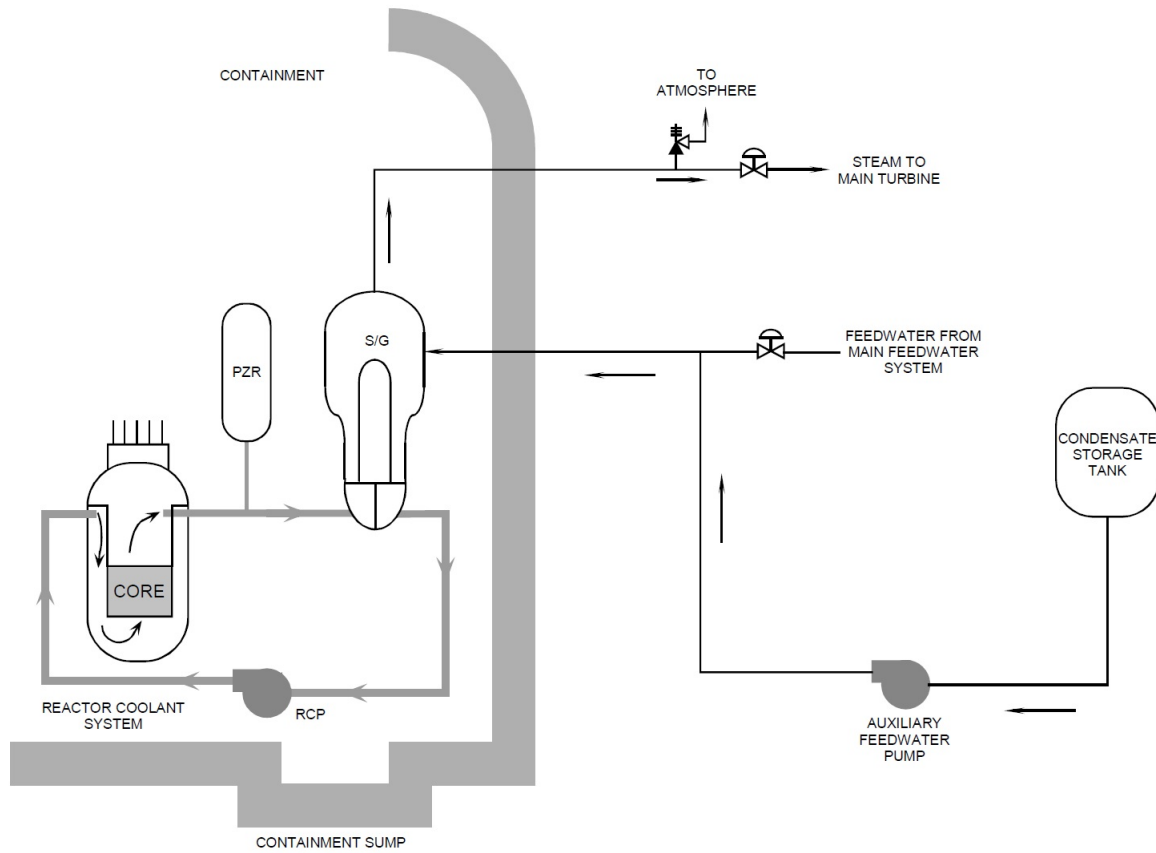 CONTAINMENT
TO
ATMOSPHERE
STEAM TO
MAIN TURBINE
S/G
PZR
FEEDWATER FROM
MAIN FEEDWATER
SYSTEM
CONDENSATE
STORAGE
TANK
CORE
REACTOR COOLANT
SYSTEM
RCP
AUXILIARY
FEEDWATER
PUMP
CONTAINMENT SUMP